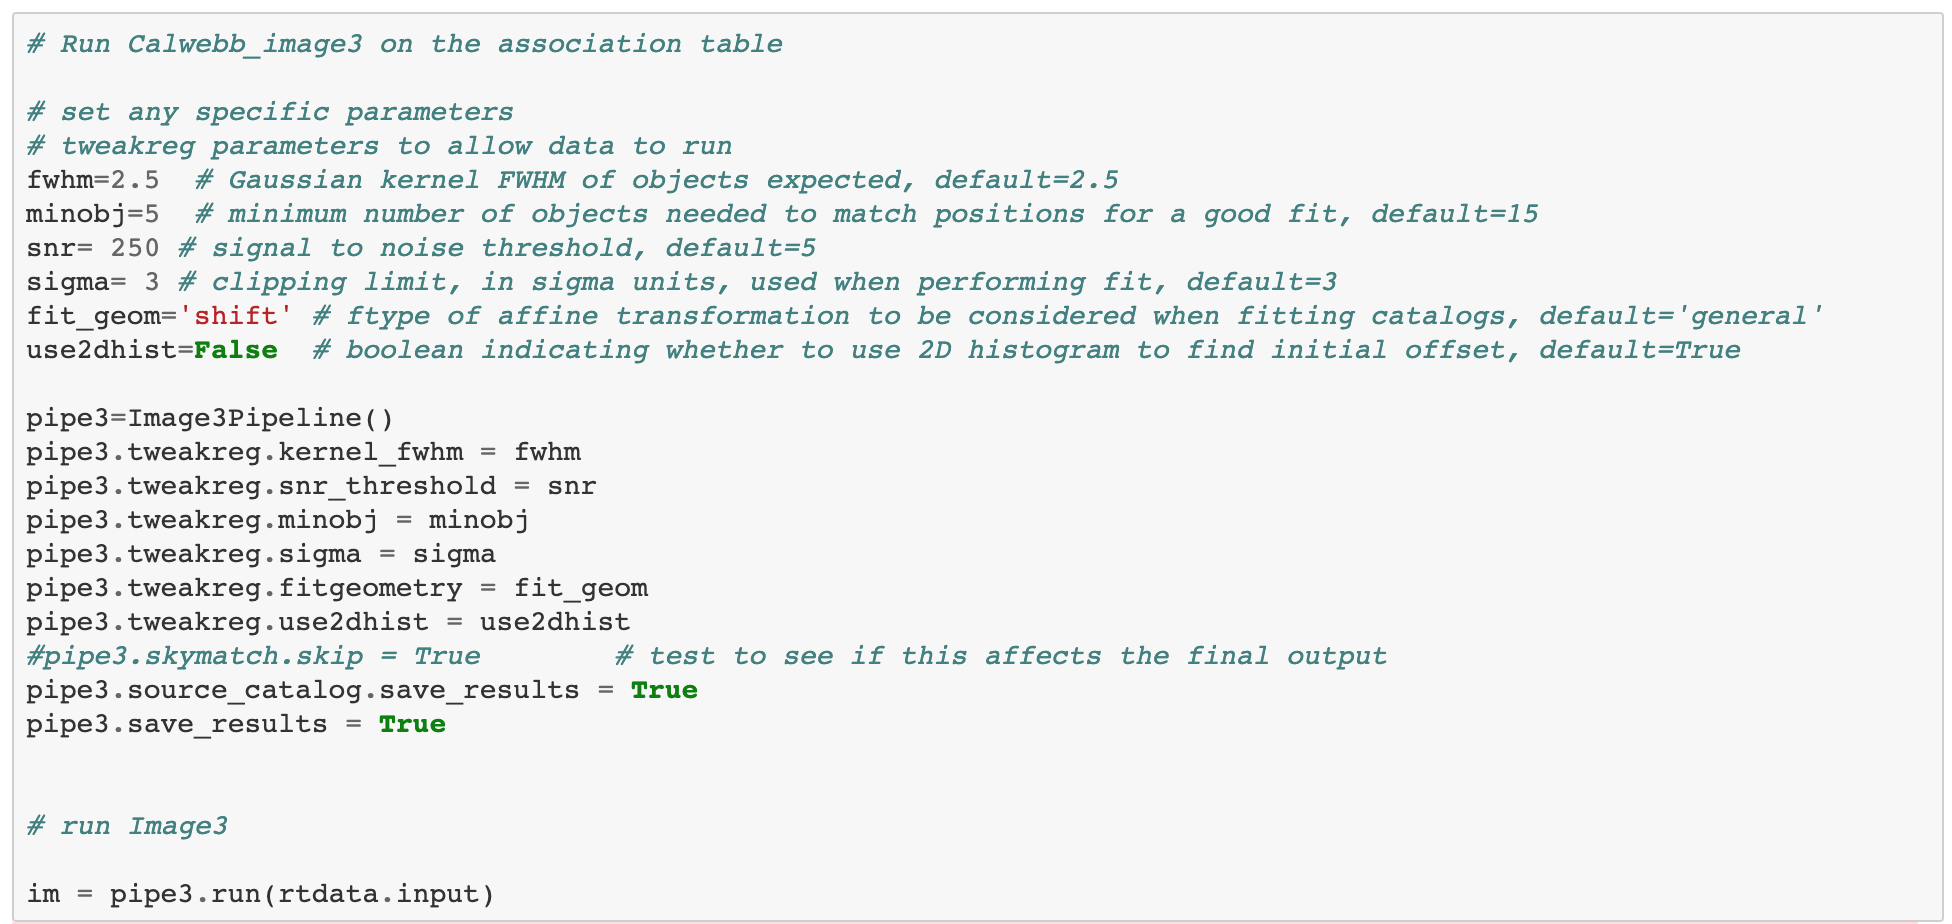 # Run Calwebb_image3 on the association table
# set any specific parameters
# tweakreg parameters to allow data to run
fwhm=2.5  # Gaussian kernel FWHM of objects expected, default=2.5
minobj=5  # minimum number of objects needed to match positions for a good fit, default=15
snr= 250 # signal to noise threshold, default=5
sigma= 3 # clipping limit, in sigma units, used when performing fit, default=3
fit_geom='shift' # ftype of affine transformation to be considered when fitting catalogs, default='general'
use2dhist=False  # boolean indicating whether to use 2D histogram to find initial offset, default=True
pipe3=Image3Pipeline()
pipe3.tweakreg.kernel_fwhm = fwhm
pipe3.tweakreg.snr_threshold = snr
pipe3.tweakreg.minobj = minobj
pipe3.tweakreg.sigma = sigma
pipe3.tweakreg.fitgeometry = fit_geom
pipe3.tweakreg.use2dhist = use2dhist
#pipe3.skymatch.skip = True        # test to see if this affects the final output
pipe3.source_catalog.save_results = True
pipe3.save_results = True
# run Image3
im = pipe3.run(rtdata.input)